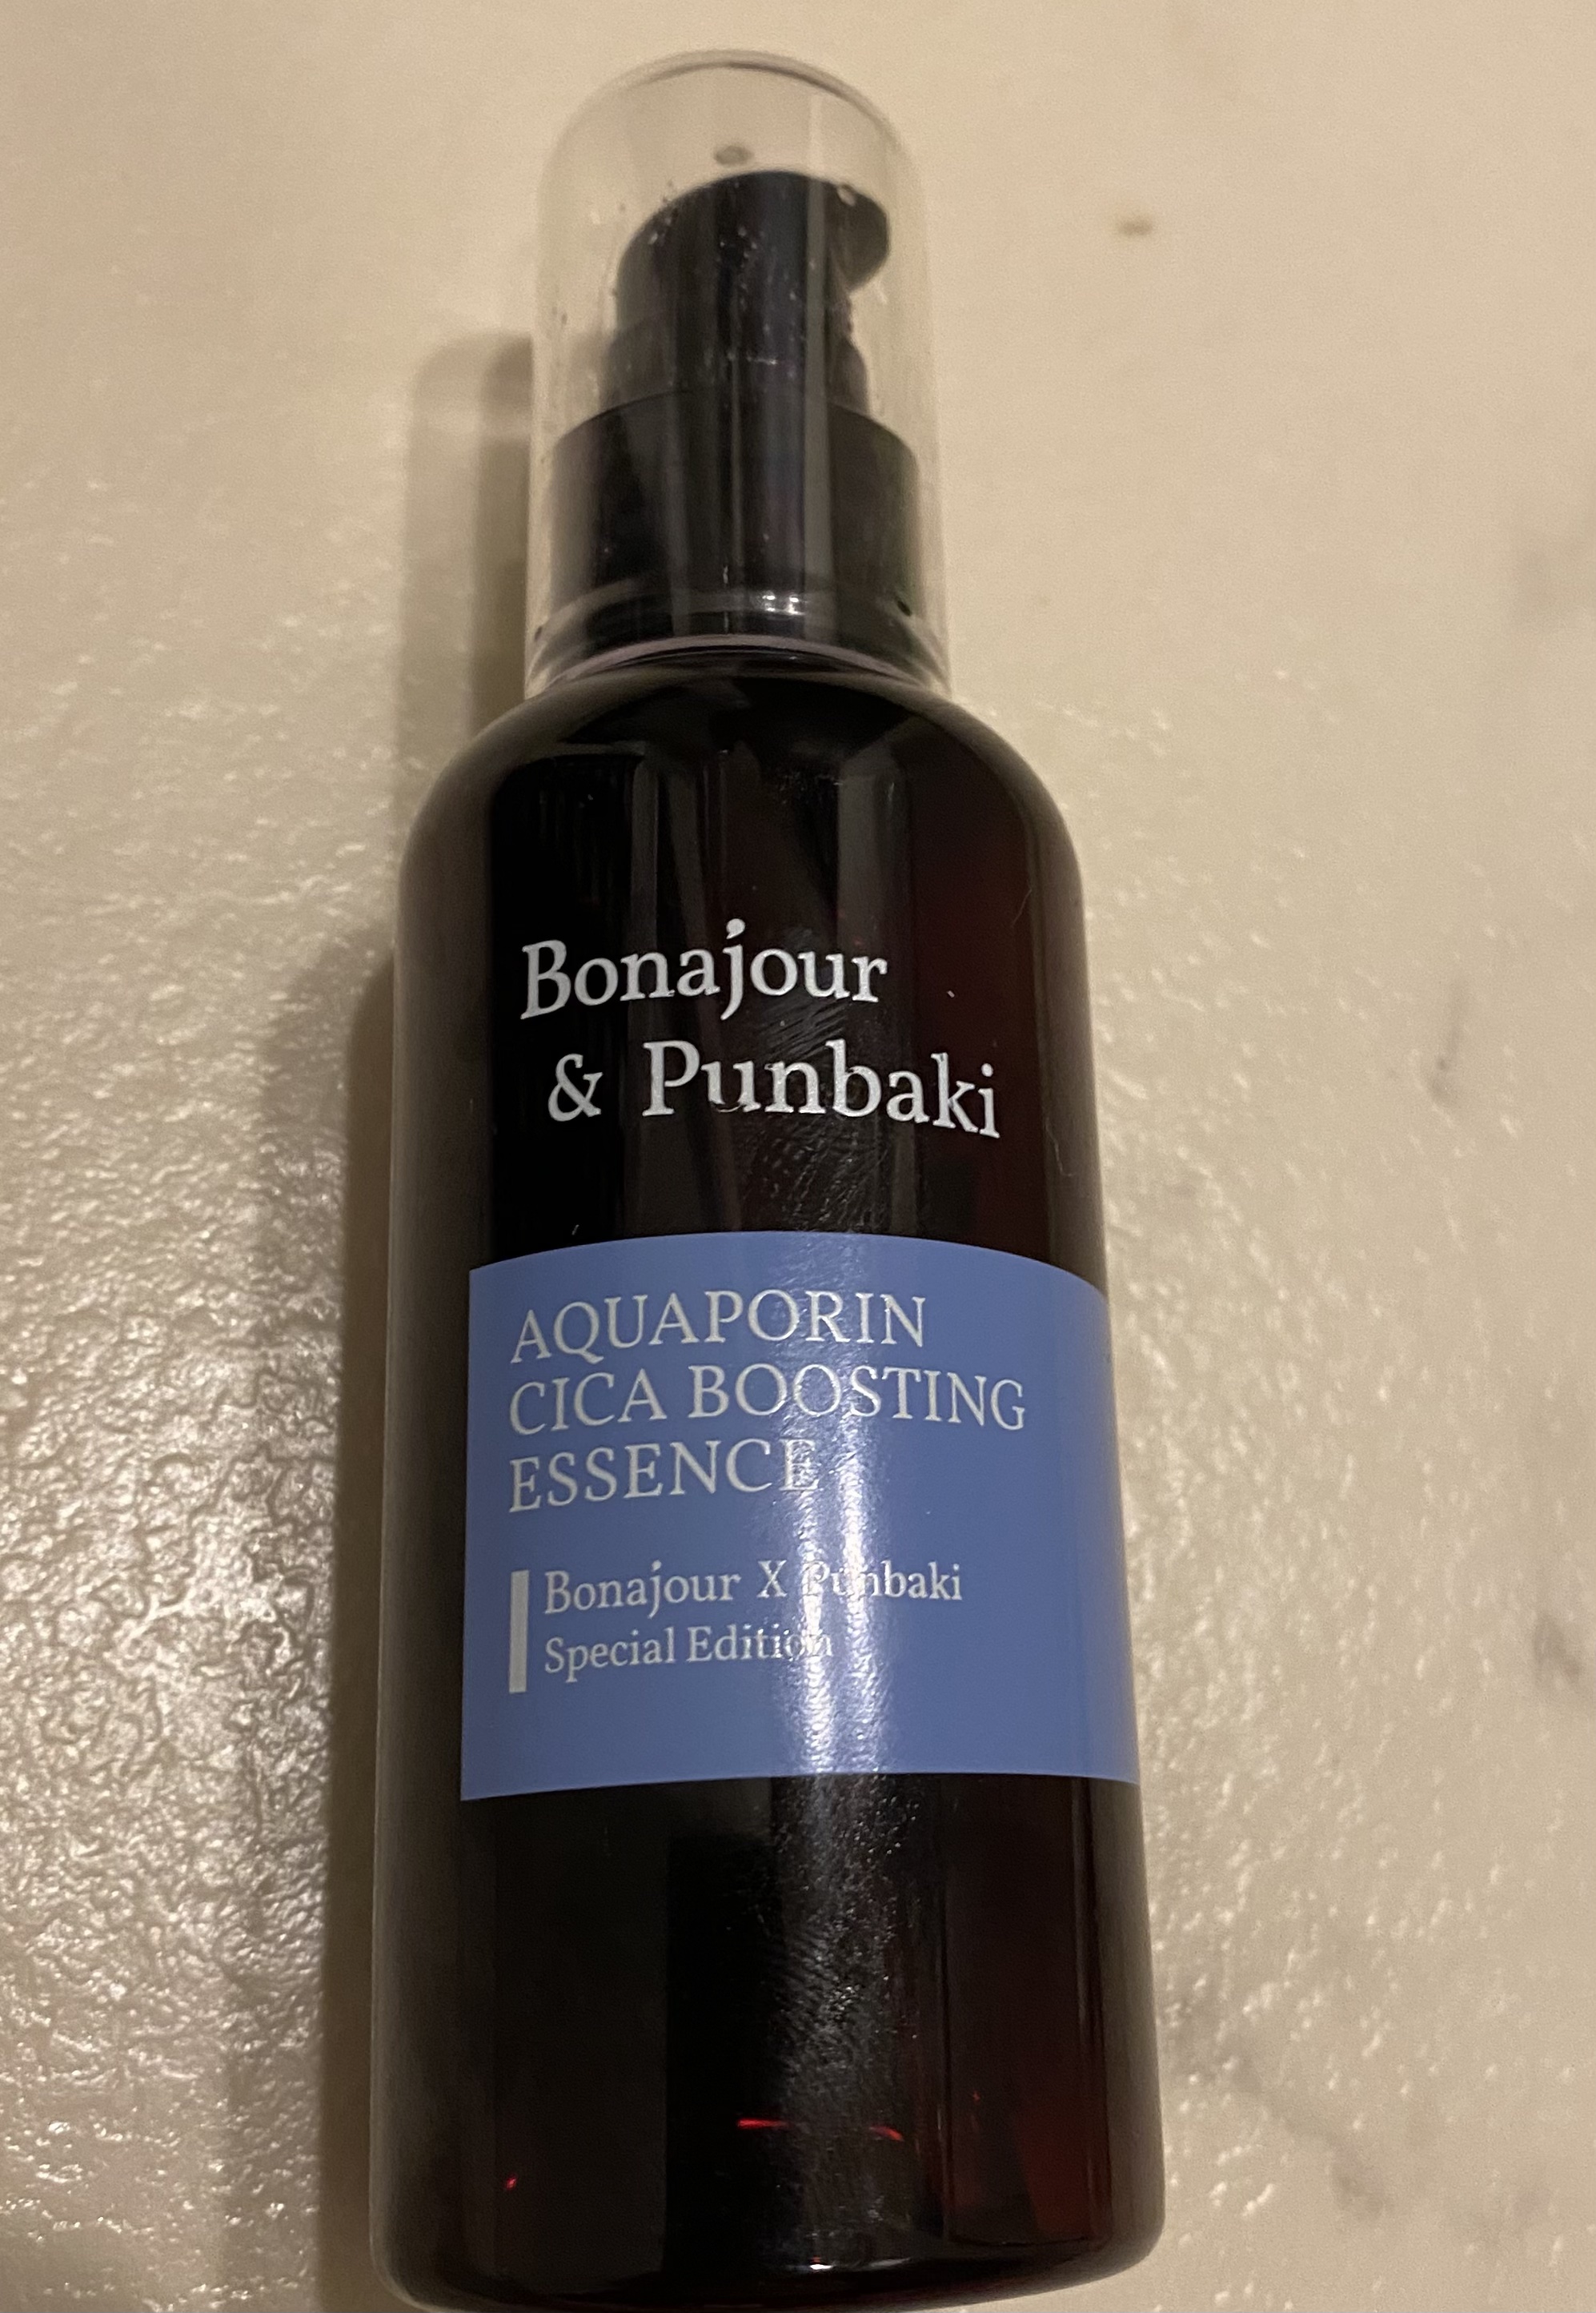 Bonajour
& Punbaki
AQUAPORIN
CICA BOOSTING
ESSENCE
Bonajour X Punbaki
Special Edition